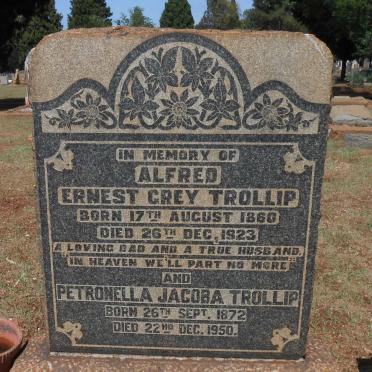 IN MEMORY OF
ALFRED
ERNEST GREY TROLLIP
BORN 17TH AUGUST 1860
DIED 26TH DEC, 1923
A LOVING DAD AND A TRUE HUSBAND,
"IN HEAVEN WE'LL PART NO MORE"
AND
PETRONELLA JACOBA TROLLIP
BORN 26TH SEPT. 1872
DIED 22ND DEC. 1950.